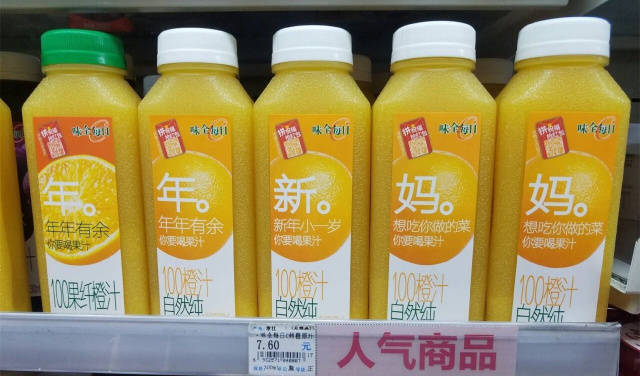 味全每日
年。
年年有余
你要喝果汁
100果纤橙汁
味全每日
年。
年年有余
你要喝果汁
100橙汁
自然纯
味全每日
新。
新年小一岁
你要喝果汁
100橙汁
自然纯
味全每日
妈。
想吃你做的菜
你要喝果汁
100橙汁
自然纯
味全每日
妈。
想吃你做的菜
你要喝果汁
100橙汁
自然纯
7.60 元
人气商品